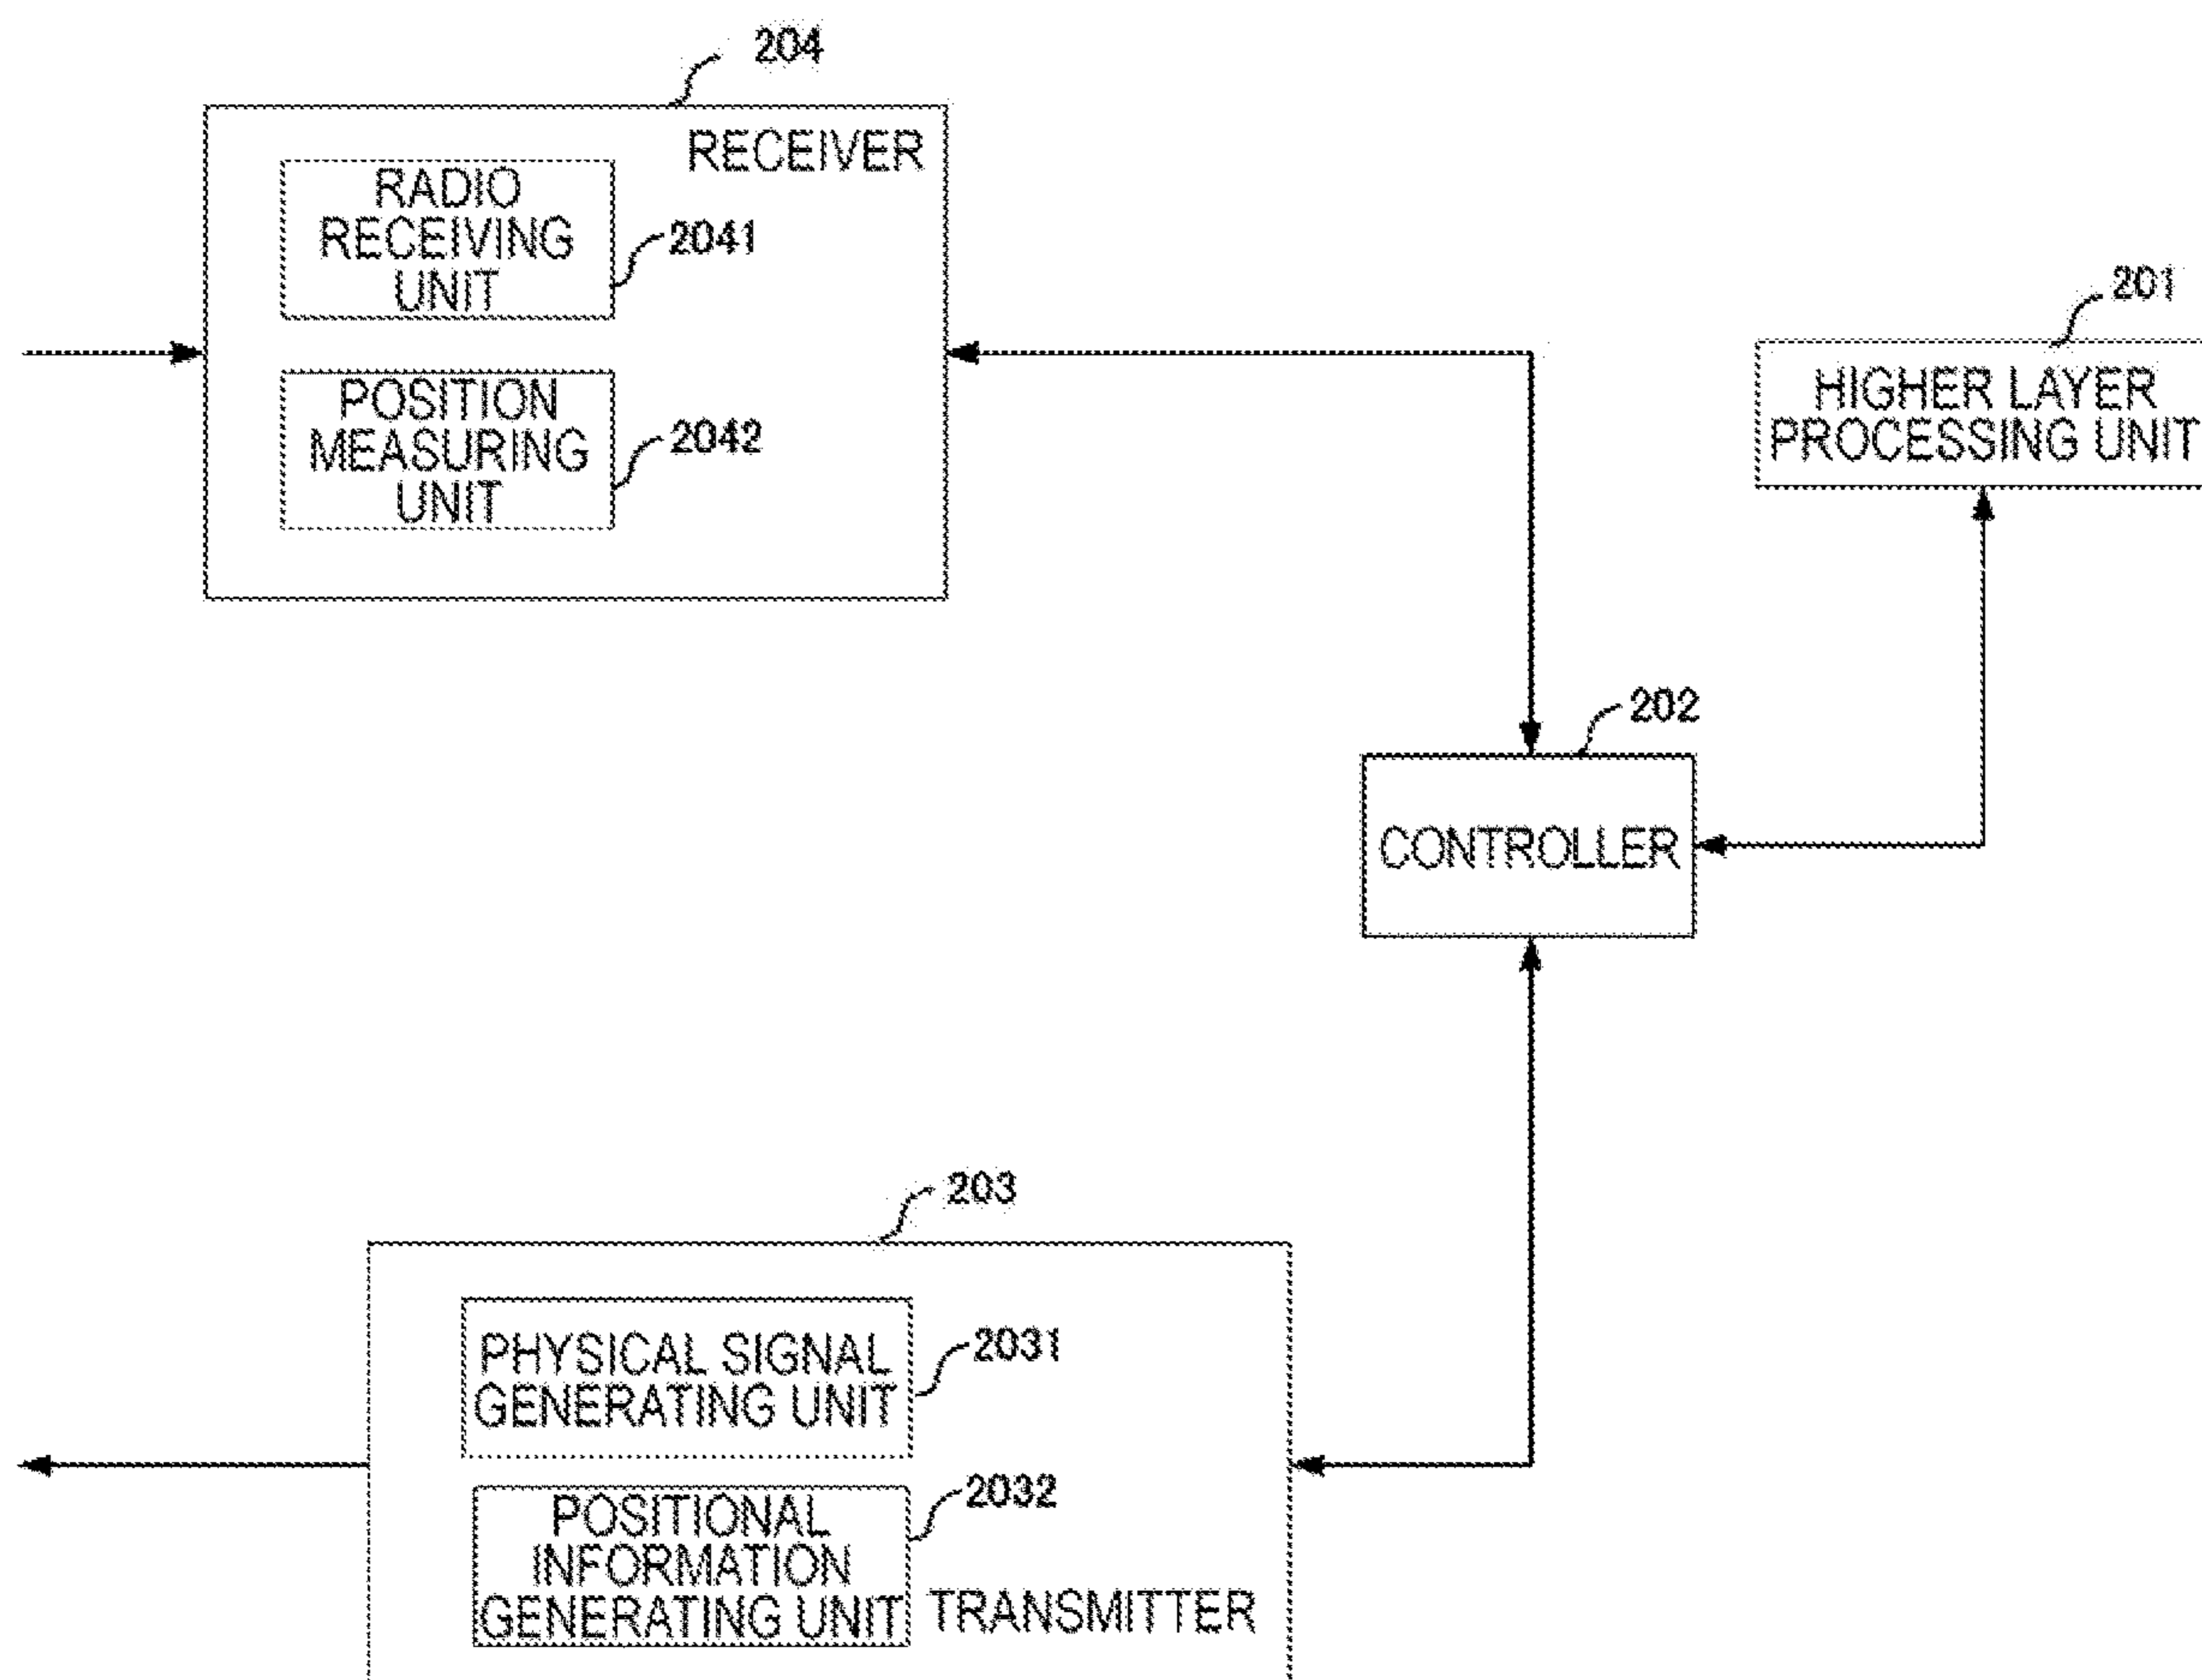 204
RECEIVER
RADIO
RECEIVING
UNIT
2041
POSITION
MEASURING
UNIT
2042
201
HIGHER LAYER
PROCESSING UNIT
202
CONTROLLER
203
PHYSICAL SIGNAL
GENERATING UNIT
2031
POSITIONAL
INFORMATION
GENERATING UNIT
2032
TRANSMITTER